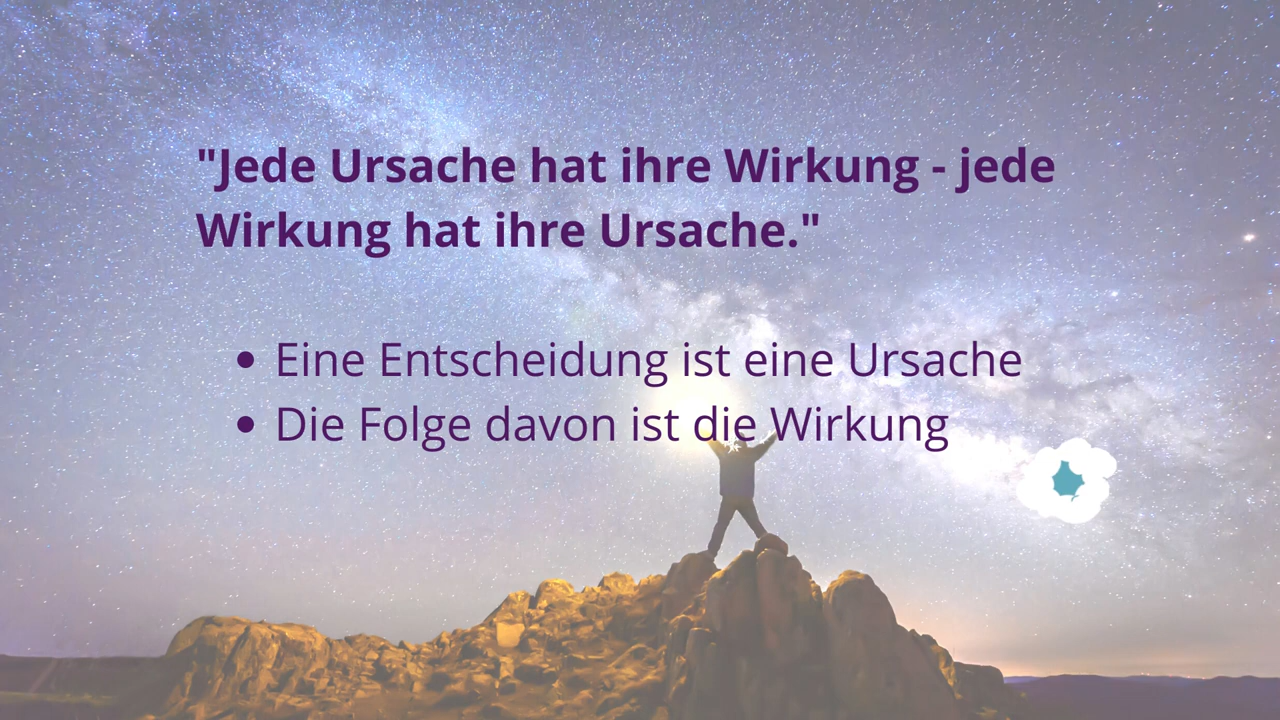 "Jede Ursache hat ihre Wirkung - jede
Wirkung hat ihre Ursache."
• Eine Entscheidung ist eine Ursache
• Die Folge davon ist die Wirkung